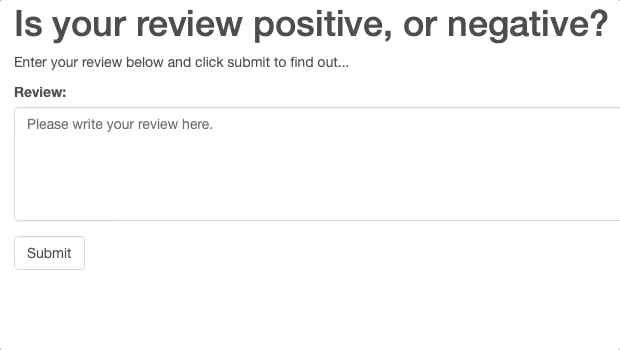 Is your review positive, or negative?
Enter your review below and click submit to find out...
Review:
Please write your review here.
Submit